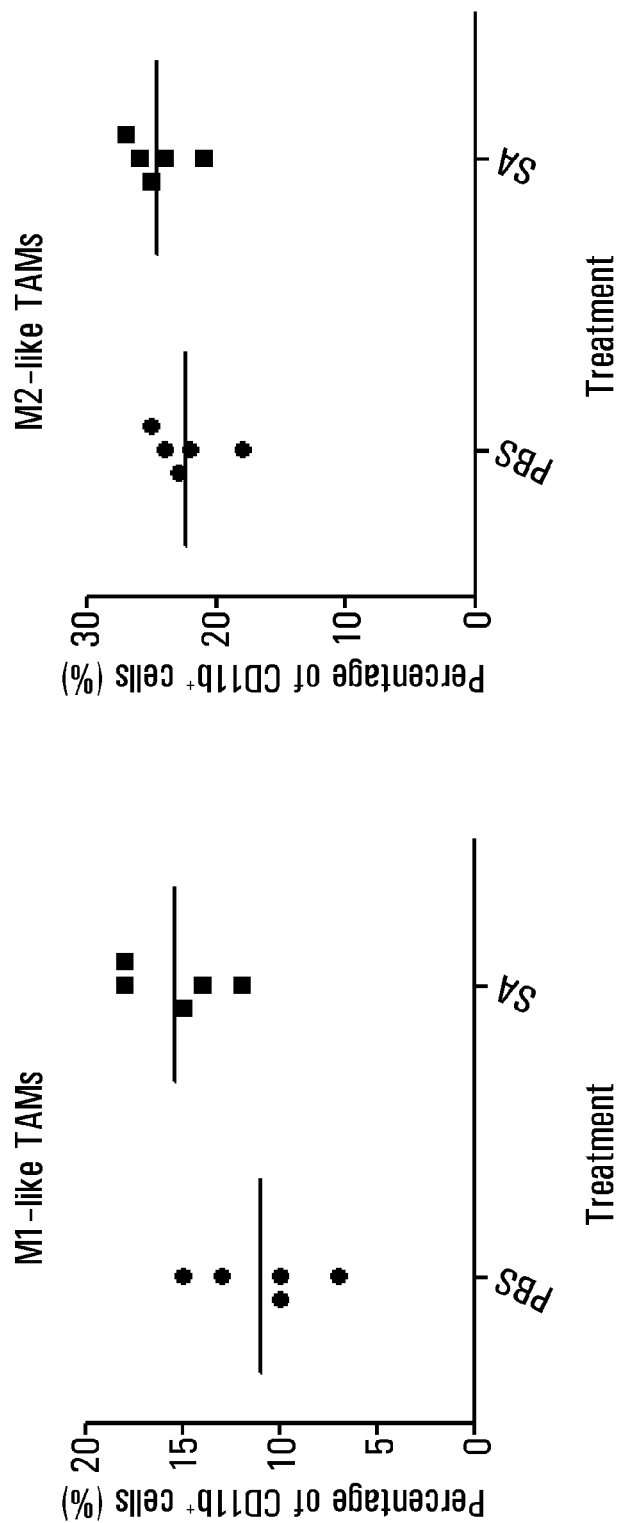 M1-like TAMs
Percentage of CD11b⁺ cells (%)
20
15
10
5
0
PBS
SA
Treatment
M2-like TAMs
Percentage of CD11b⁺ cells (%)
30
20
10
0
PBS
SA
Treatment